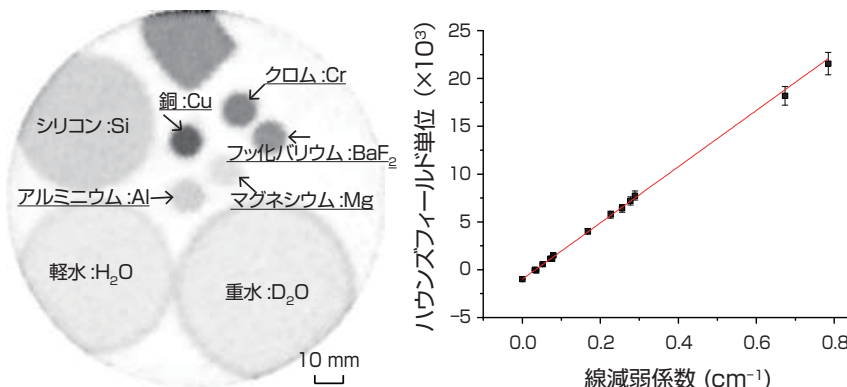 クロム:Cr
銅:Cu
シリコン:Si
フッ化バリウム:BaF₂
アルミニウム:Al
マグネシウム:Mg
軽水:H₂O
重水:D₂O
10 mm
ハウンズフィールド単位 (×10³)
25
20
15
10
5
0
−5
0.0 0.2 0.4 0.6 0.8
線減弱係数 (cm⁻¹)